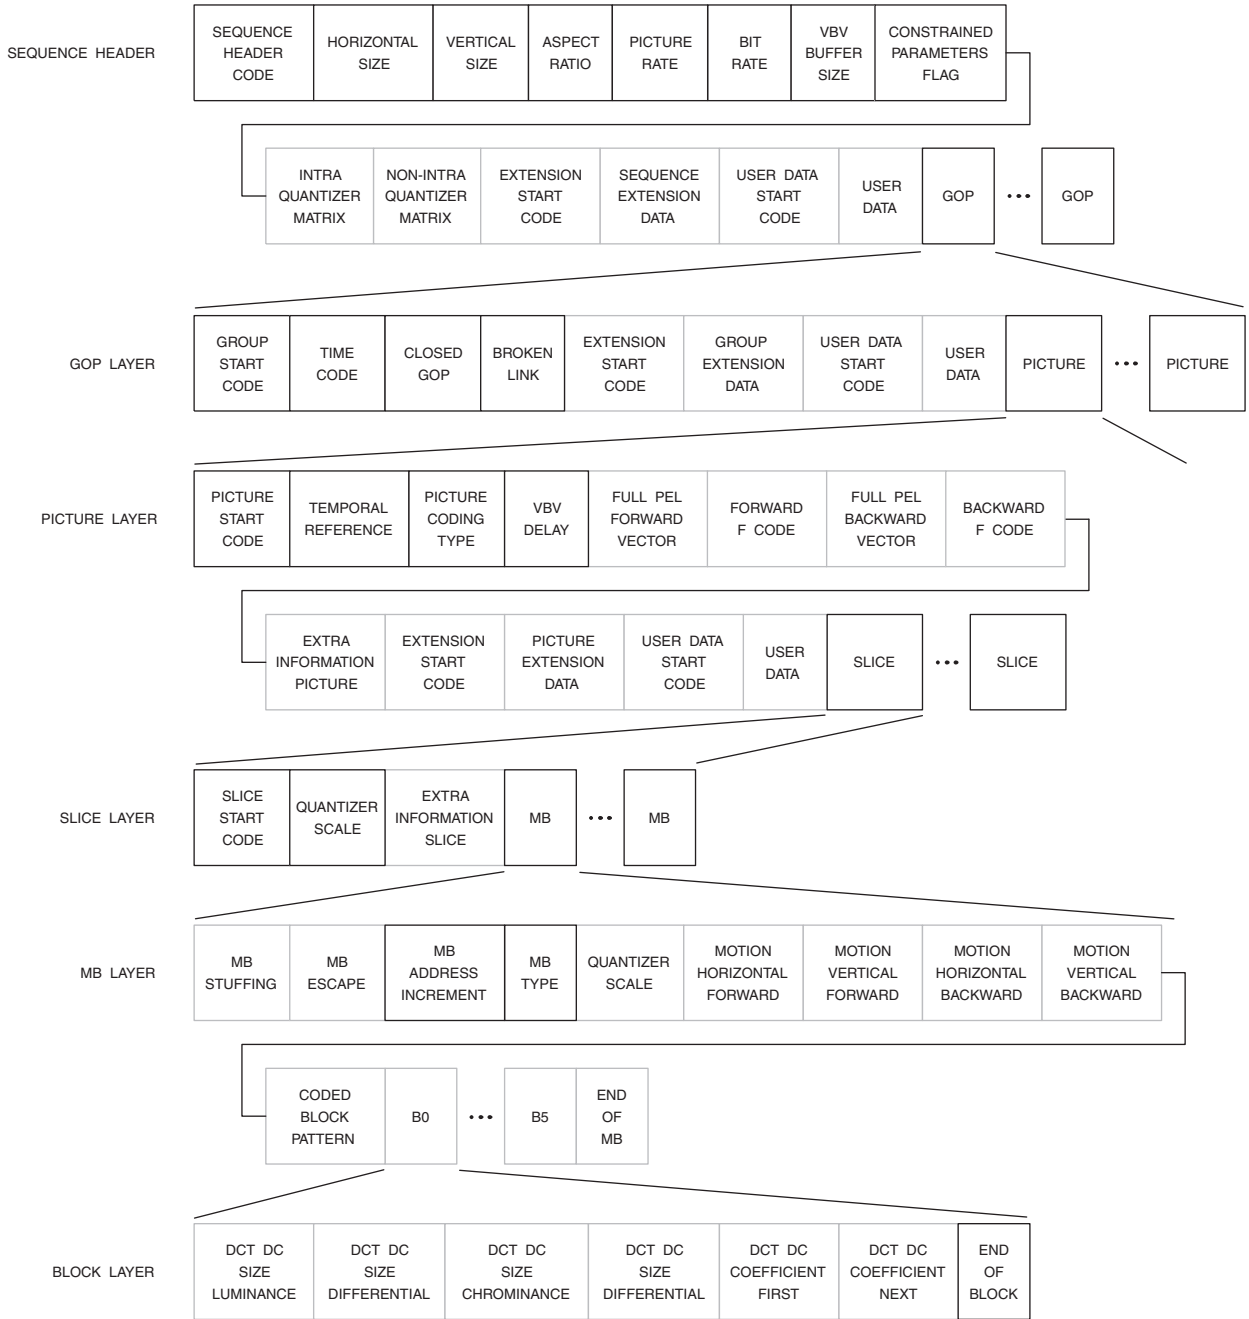 SEQUENCE HEADER
SEQUENCE
HEADER
CODE
HORIZONTAL
SIZE
VERTICAL
SIZE
ASPECT
RATIO
PICTURE
RATE
BIT
RATE
VBV
BUFFER
SIZE
CONSTRAINED
PARAMETERS
FLAG
INTRA
QUANTIZER
MATRIX
NON-INTRA
QUANTIZER
MATRIX
EXTENSION
START
CODE
SEQUENCE
EXTENSION
DATA
USER DATA
START
CODE
USER
DATA
GOP
•••
GOP
GOP LAYER
GROUP
START
CODE
TIME
CODE
CLOSED
GOP
BROKEN
LINK
EXTENSION
START
CODE
GROUP
EXTENSION
DATA
USER DATA
START
CODE
USER
DATA
PICTURE
•••
PICTURE
PICTURE LAYER
PICTURE
START
CODE
TEMPORAL
REFERENCE
PICTURE
CODING
TYPE
VBV
DELAY
FULL PEL
FORWARD
VECTOR
FORWARD
F CODE
FULL PEL
BACKWARD
VECTOR
BACKWARD
F CODE
EXTRA
INFORMATION
PICTURE
EXTENSION
START
CODE
PICTURE
EXTENSION
DATA
USER DATA
START
CODE
USER
DATA
SLICE
•••
SLICE
SLICE LAYER
SLICE
START
CODE
QUANTIZER
SCALE
EXTRA
INFORMATION
SLICE
MB
•••
MB
MB LAYER
MB
STUFFING
MB
ESCAPE
MB
ADDRESS
INCREMENT
MB
TYPE
QUANTIZER
SCALE
MOTION
HORIZONTAL
FORWARD
MOTION
VERTICAL
FORWARD
MOTION
HORIZONTAL
BACKWARD
MOTION
VERTICAL
BACKWARD
CODED
BLOCK
PATTERN
B0
•••
B5
END
OF
MB
BLOCK LAYER
DCT DC
SIZE
LUMINANCE
DCT DC
SIZE
DIFFERENTIAL
DCT DC
SIZE
CHROMINANCE
DCT DC
SIZE
DIFFERENTIAL
DCT DC
COEFFICIENT
FIRST
DCT DC
COEFFICIENT
NEXT
END
OF
BLOCK